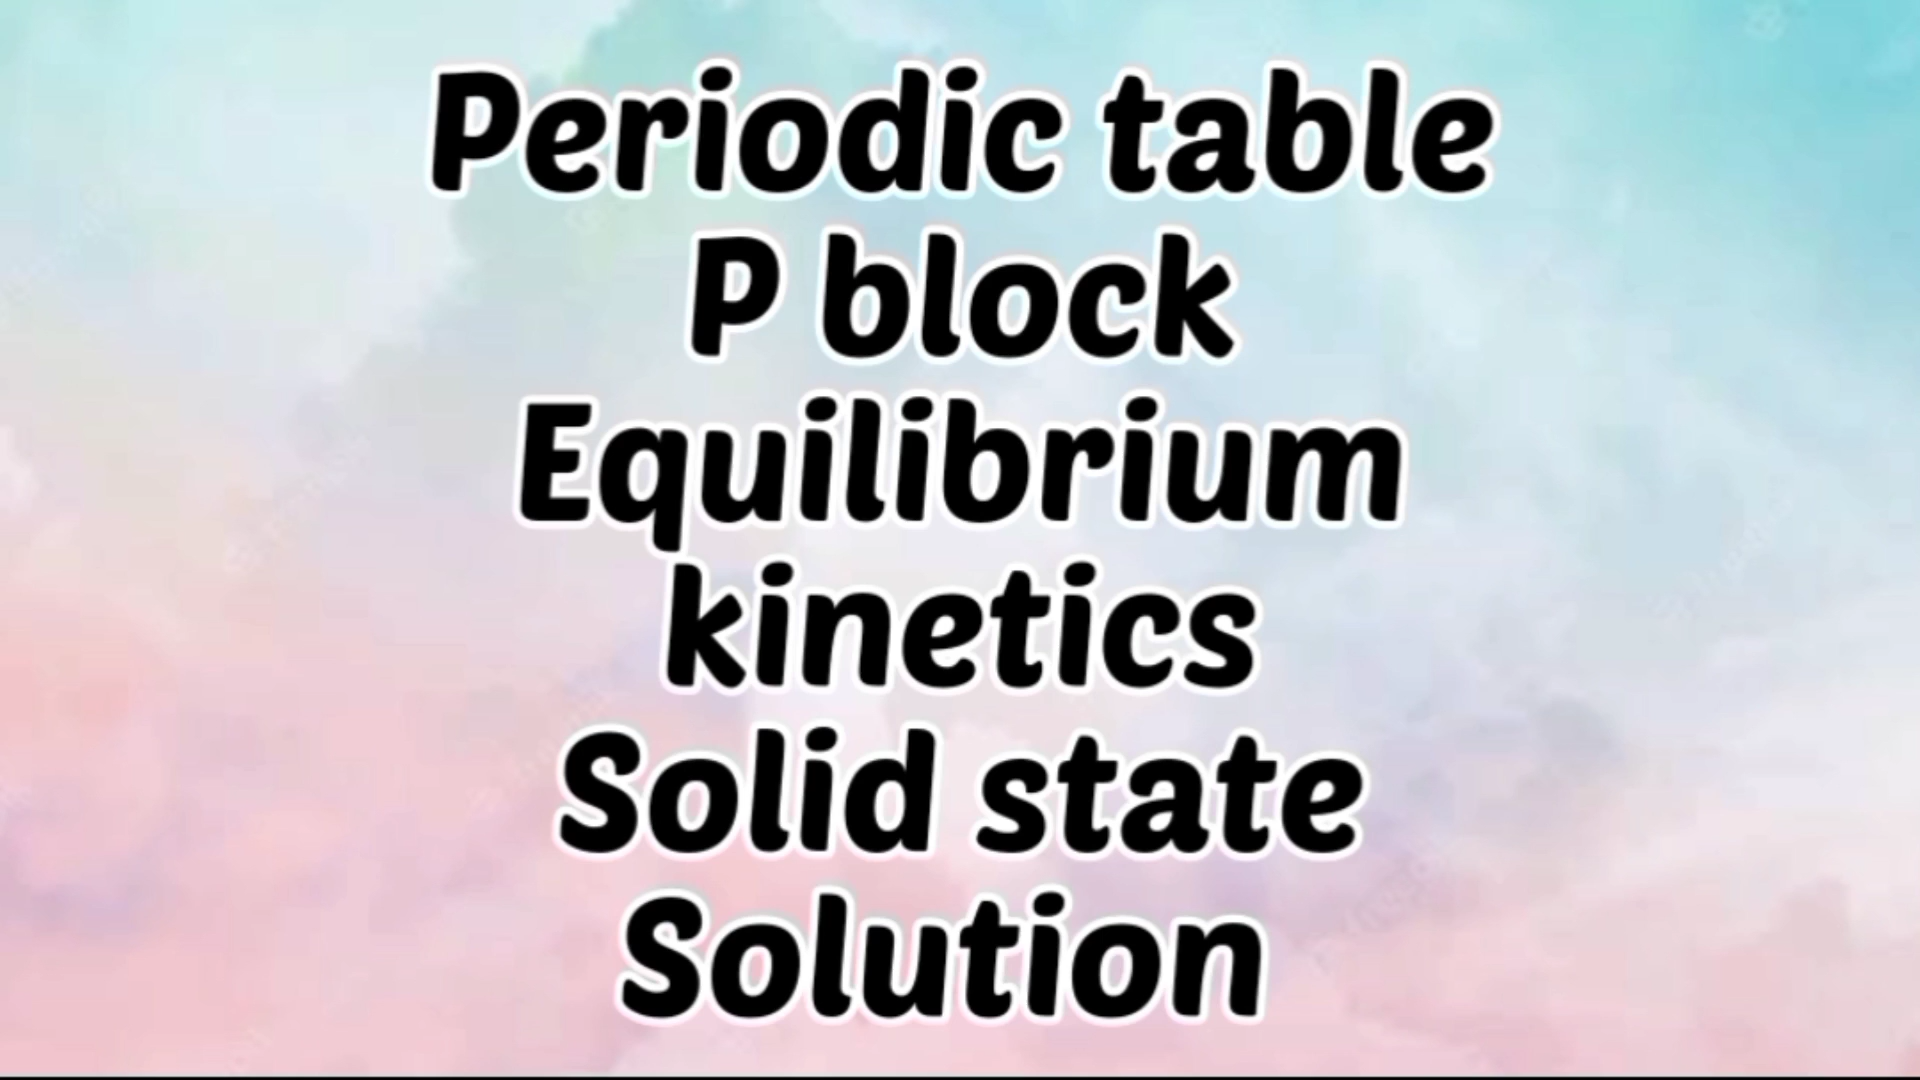 Periodic table
P block
Equilibrium
kinetics
Solid state
Solution